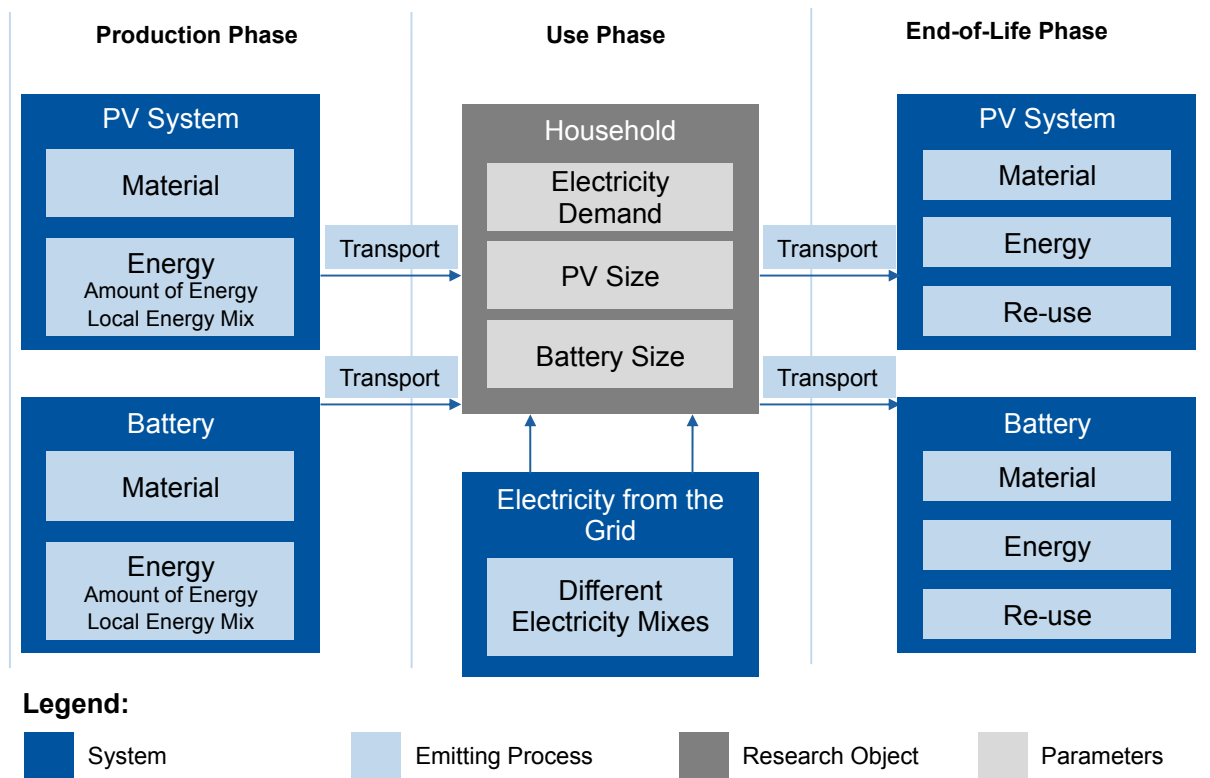 Production Phase
Use Phase
End-of-Life Phase
PV System
Material
Energy
Amount of Energy
Local Energy Mix
Transport
Battery
Material
Energy
Amount of Energy
Local Energy Mix
Transport
Household
Electricity
Demand
PV Size
Battery Size
Electricity from the
Grid
Different
Electricity Mixes
Transport
Transport
PV System
Material
Energy
Re-use
Battery
Material
Energy
Re-use
Legend:
System
Emitting Process
Research Object
Parameters